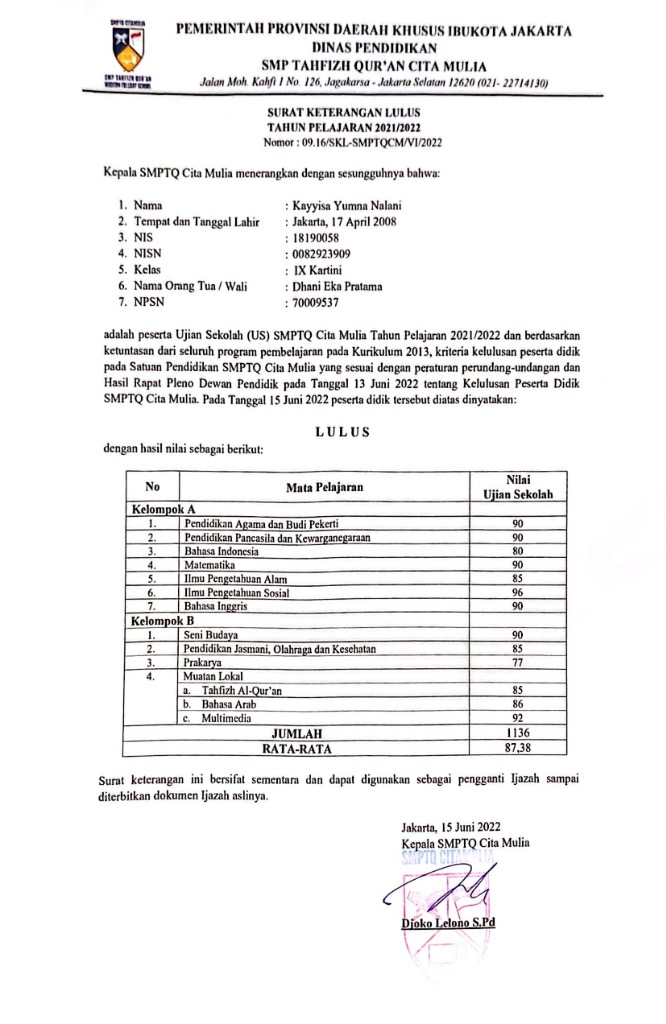 SMP TAHFIZH QUR'AN
PEMERINTAH PROVINSI DAERAH KHUSUS IBUKOTA JAKARTA
DINAS PENDIDIKAN
SMP TAHFIZH QUR'AN CITA MULIA
Jalan Moh. Kahfi 1 No. 126, Jagakarsa - Jakarta Selatan 12620 (021- 22714130)
SURAT KETERANGAN LULUS
TAHUN PELAJARAN 2021/2022
Nomor : 09.16/SKL-SMPTQCM/VI/2022
Kepala SMPTQ Cita Mulia menerangkan dengan sesungguhnya bahwa:
1. Nama : Kayyisa Yumna Nalani
2. Tempat dan Tanggal Lahir : Jakarta, 17 April 2008
3. NIS : 18190058
4. NISN : 0082923909
5. Kelas : IX Kartini
6. Nama Orang Tua / Wali : Dhani Eka Pratama
7. NPSN : 70009537
adalah peserta Ujian Sekolah (US) SMPTQ Cita Mulia Tahun Pelajaran 2021/2022 dan berdasarkan
ketuntasan dari seluruh program pembelajaran pada Kurikulum 2013, kriteria kelulusan peserta didik
pada Satuan Pendidikan SMPTQ Cita Mulia yang sesuai dengan peraturan perundang-undangan dan
Hasil Rapat Pleno Dewan Pendidik pada Tanggal 13 Juni 2022 tentang Kelulusan Peserta Didik
SMPTQ Cita Mulia. Pada Tanggal 15 Juni 2022 peserta didik tersebut diatas dinyatakan:
L U L U S
dengan hasil nilai sebagai berikut:
No Mata Pelajaran Nilai
Ujian Sekolah
Kelompok A
1. Pendidikan Agama dan Budi Pekerti 90
2. Pendidikan Pancasila dan Kewarganegaraan 90
3. Bahasa Indonesia 80
4. Matematika 90
5. Ilmu Pengetahuan Alam 85
6. Ilmu Pengetahuan Sosial 96
7. Bahasa Inggris 90
Kelompok B
1. Seni Budaya 90
2. Pendidikan Jasmani, Olahraga dan Kesehatan 85
3. Prakarya 77
4. Muatan Lokal
a. Tahfizh Al-Qur'an 85
b. Bahasa Arab 86
c. Multimedia 92
JUMLAH 1136
RATA-RATA 87,38
Surat keterangan ini bersifat sementara dan dapat digunakan sebagai pengganti Ijazah sampai
diterbitkan dokumen Ijazah aslinya.
Jakarta, 15 Juni 2022
Kepala SMPTQ Cita Mulia
SMPTQ CITA MULIA
Djoko Lelono S.Pd